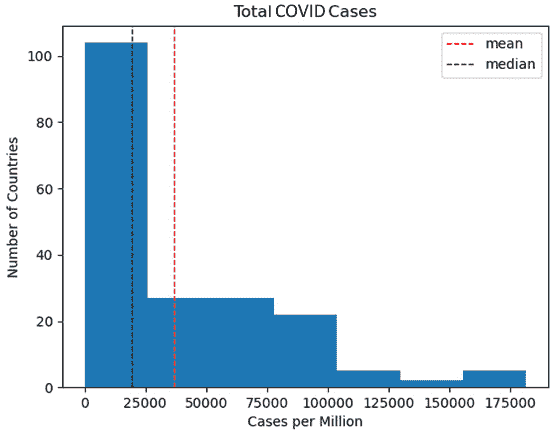 Total COVID Cases
mean
median
Number of Countries
100
80
60
40
20
0
0 25000 50000 75000 100000 125000 150000 175000
Cases per Million